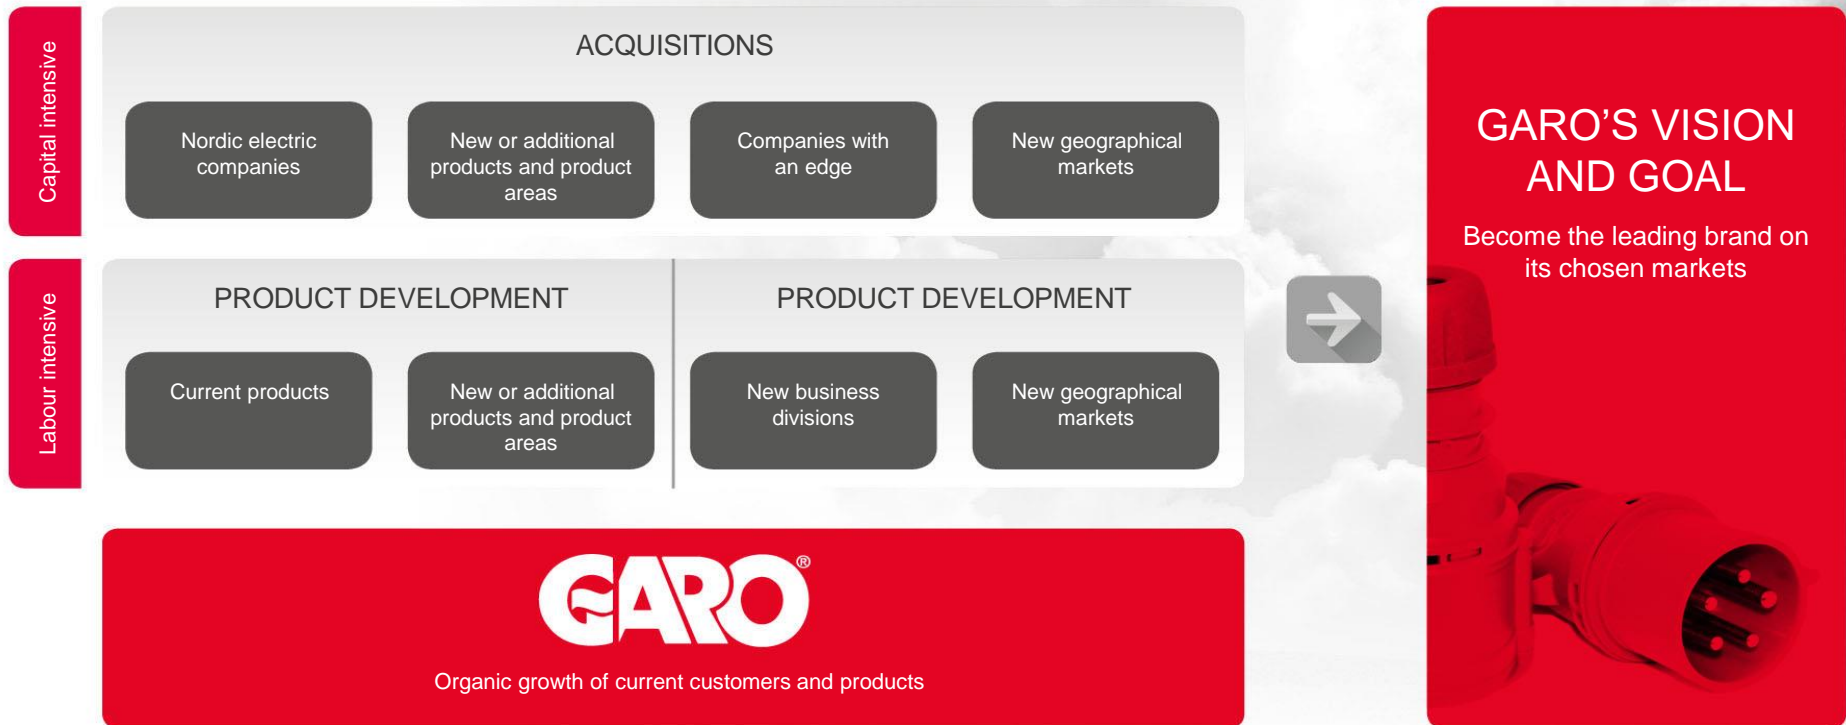 Capital intensive
ACQUISITIONS
Nordic electric
companies
New or additional
products and product
areas
Companies with
an edge
New geographical
markets
Labour intensive
PRODUCT DEVELOPMENT
Current products
New or additional
products and product
areas
PRODUCT DEVELOPMENT
New business
divisions
New geographical
markets
GARO®
Organic growth of current customers and products
GARO’S VISION
AND GOAL
Become the leading brand on
its chosen markets